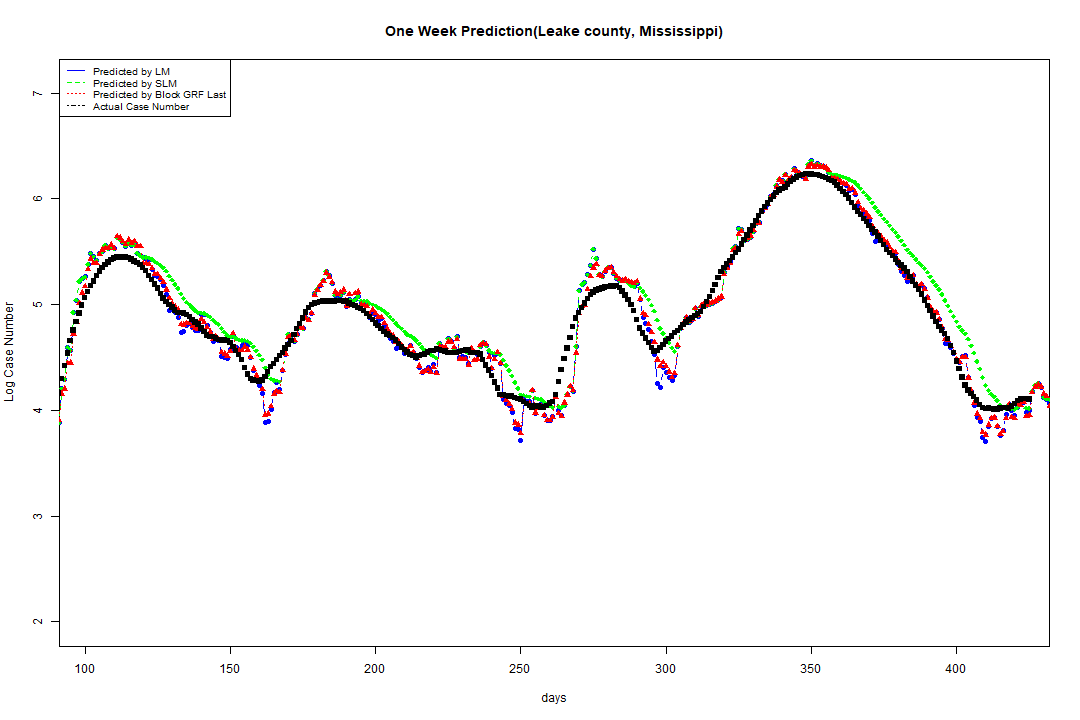 One Week Prediction(Leake county, Mississippi)
Predicted by LM
Predicted by SLM
Predicted by Block GRF Last
Actual Case Number
7
6
5
4
3
2
Log Case Number
100 150 200 250 300 350 400
days